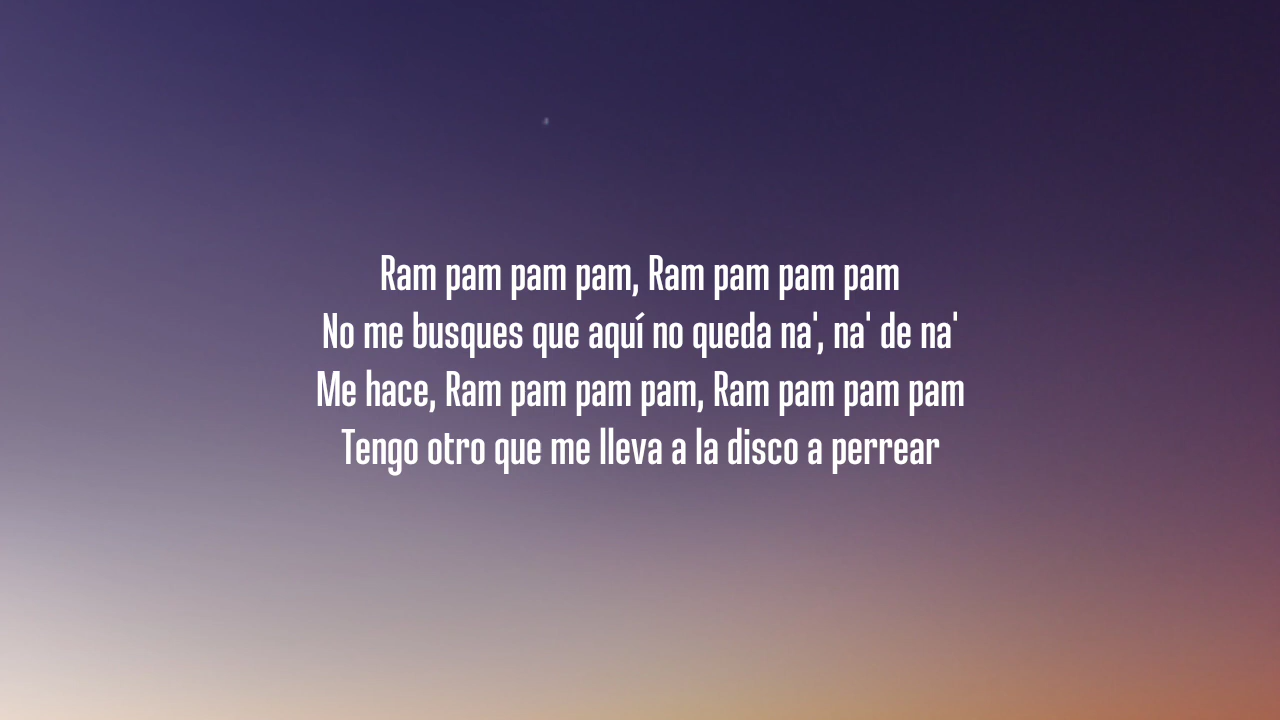 Ram pam pam pam, Ram pam pam pam
No me busques que aquí no queda na', na' de na'
Me hace, Ram pam pam pam, Ram pam pam pam
Tengo otro que me lleva a la disco a perrear